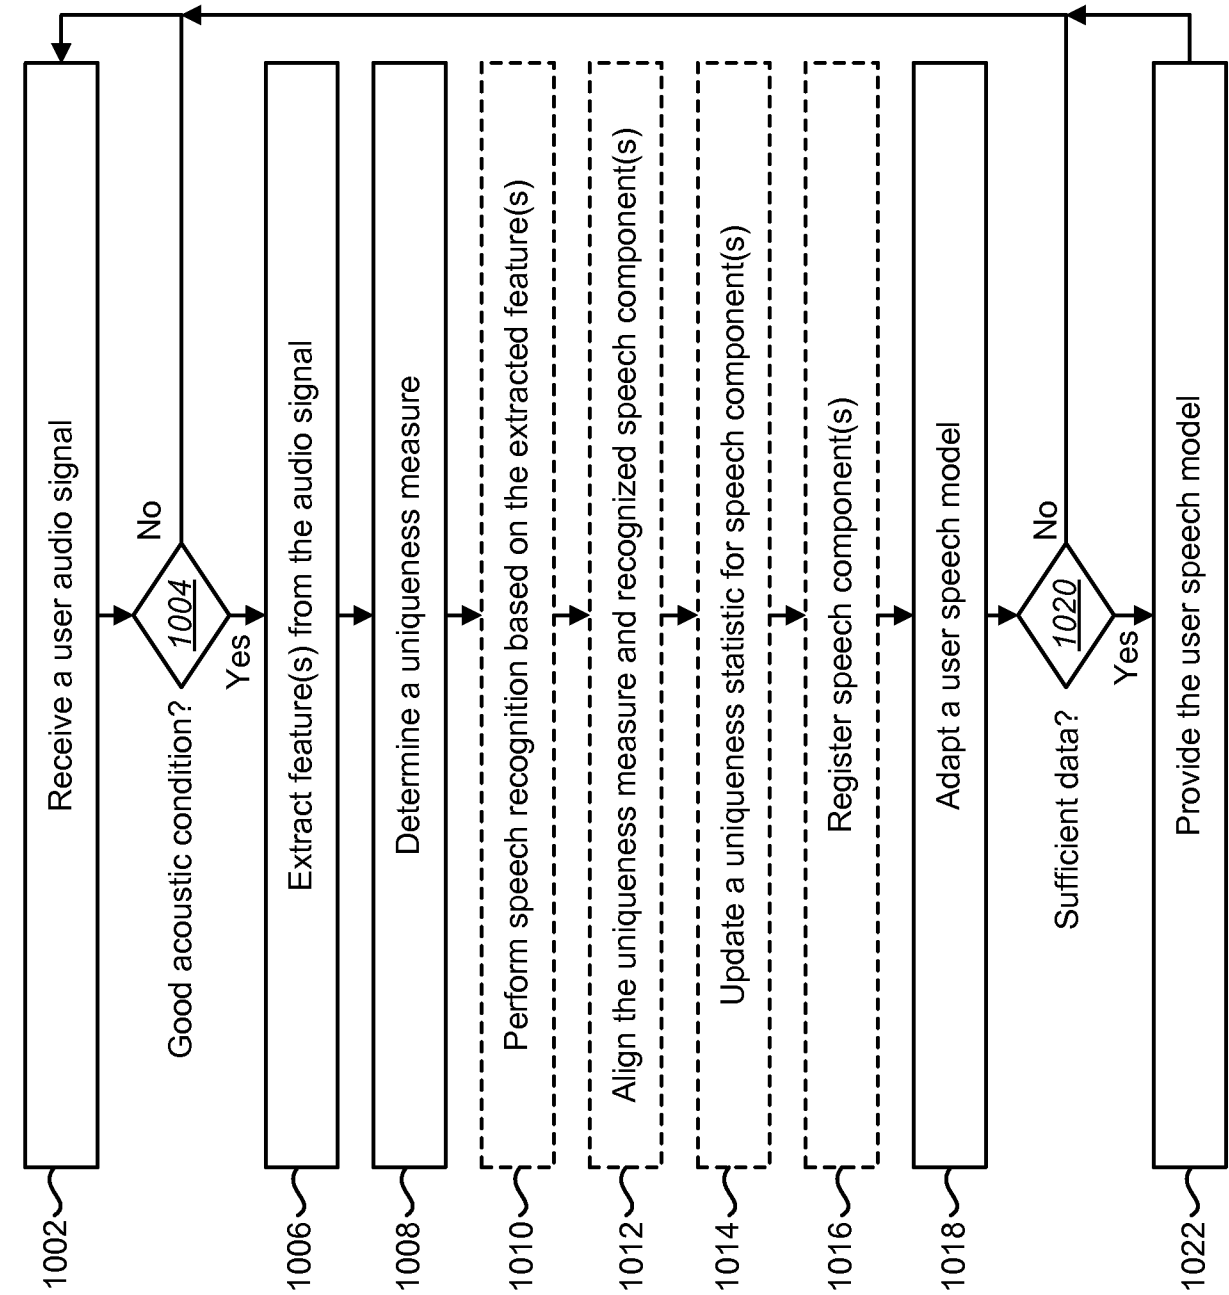 1002
Receive a user audio signal
Good acoustic condition?
1004
No
Yes
1006
Extract feature(s) from the audio signal
1008
Determine a uniqueness measure
1010
Perform speech recognition based on the extracted feature(s)
1012
Align the uniqueness measure and recognized speech component(s)
1014
Update a uniqueness statistic for speech component(s)
1016
Register speech component(s)
1018
Adapt a user speech model
Sufficient data?
1020
No
Yes
1022
Provide the user speech model